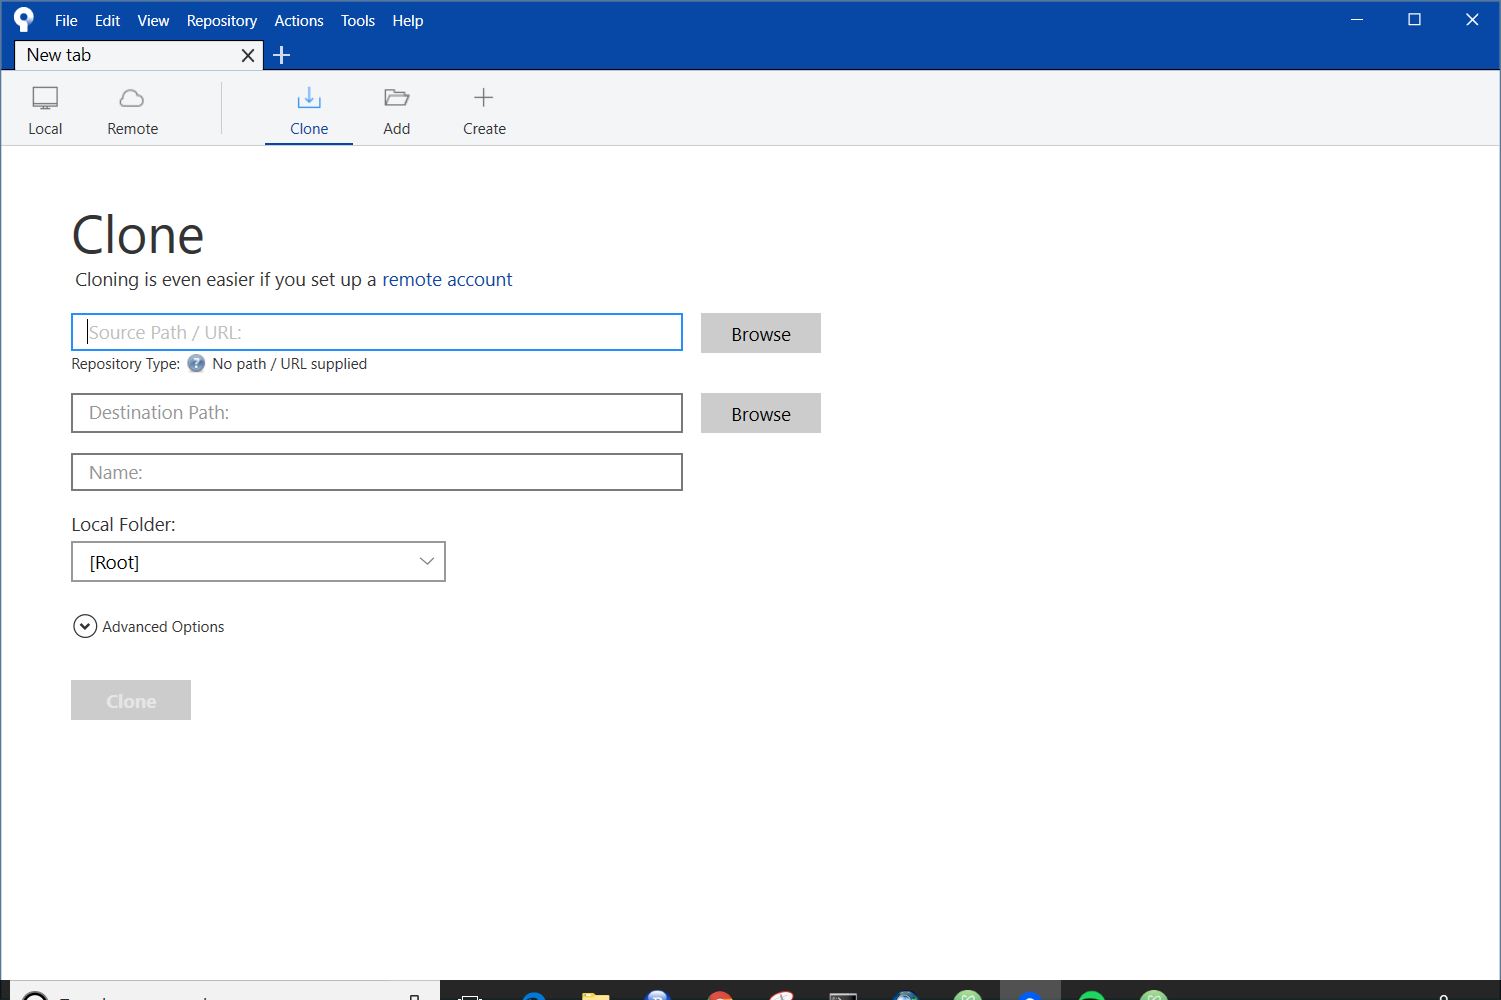 File Edit View Repository Actions Tools Help
New tab
Local Remote Clone Add Create
Clone
Cloning is even easier if you set up a remote account
Source Path / URL: Browse
Repository Type: No path / URL supplied
Destination Path: Browse
Name:
Local Folder:
[Root]
Advanced Options
Clone